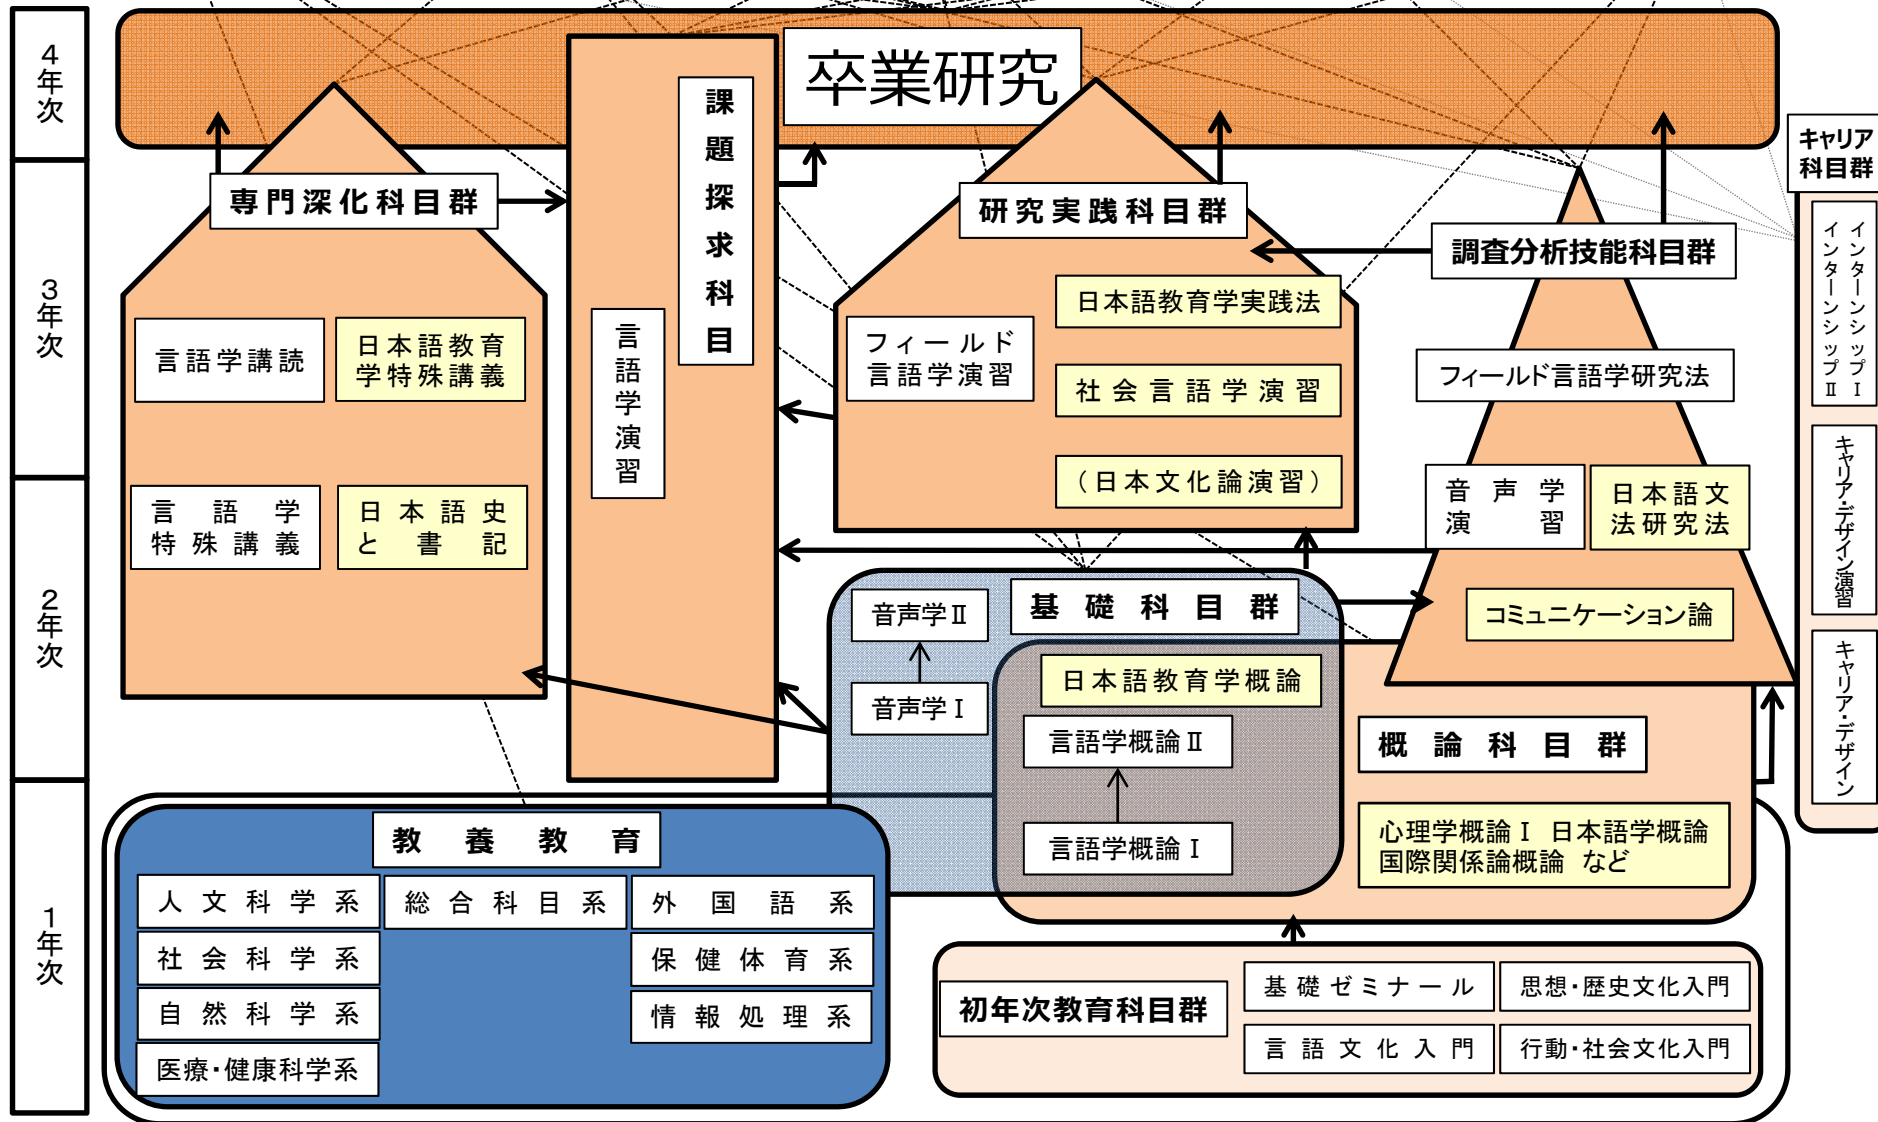 4年次
3年次
2年次
1年次
卒業研究
課題探求科目
言語学演習
専門深化科目群
言語学講読
日本語教育
学特殊講義
言語学
特殊講義
日本語史
と書記
研究実践科目群
日本語教育学実践法
フィールド
言語学演習
社会言語学演習
（日本文化論演習）
調査分析技能科目群
フィールド言語学研究法
音声学
演習
日本語文
法研究法
コミュニケーション論
キャリア
科目群
インターンシップⅠ
インターンシップⅡ
キャリア・デザイン演習
キャリア・デザイン
基礎科目群
音声学Ⅱ
音声学Ⅰ
日本語教育学概論
言語学概論Ⅱ
言語学概論Ⅰ
概論科目群
心理学概論Ⅰ 日本語学概論
国際関係論概論 など
教養教育
人文科学系
総合科目系
外国語系
社会科学系
保健体育系
自然科学系
情報処理系
医療・健康科学系
初年次教育科目群
基礎ゼミナール
思想・歴史文化入門
言語文化入門
行動・社会文化入門